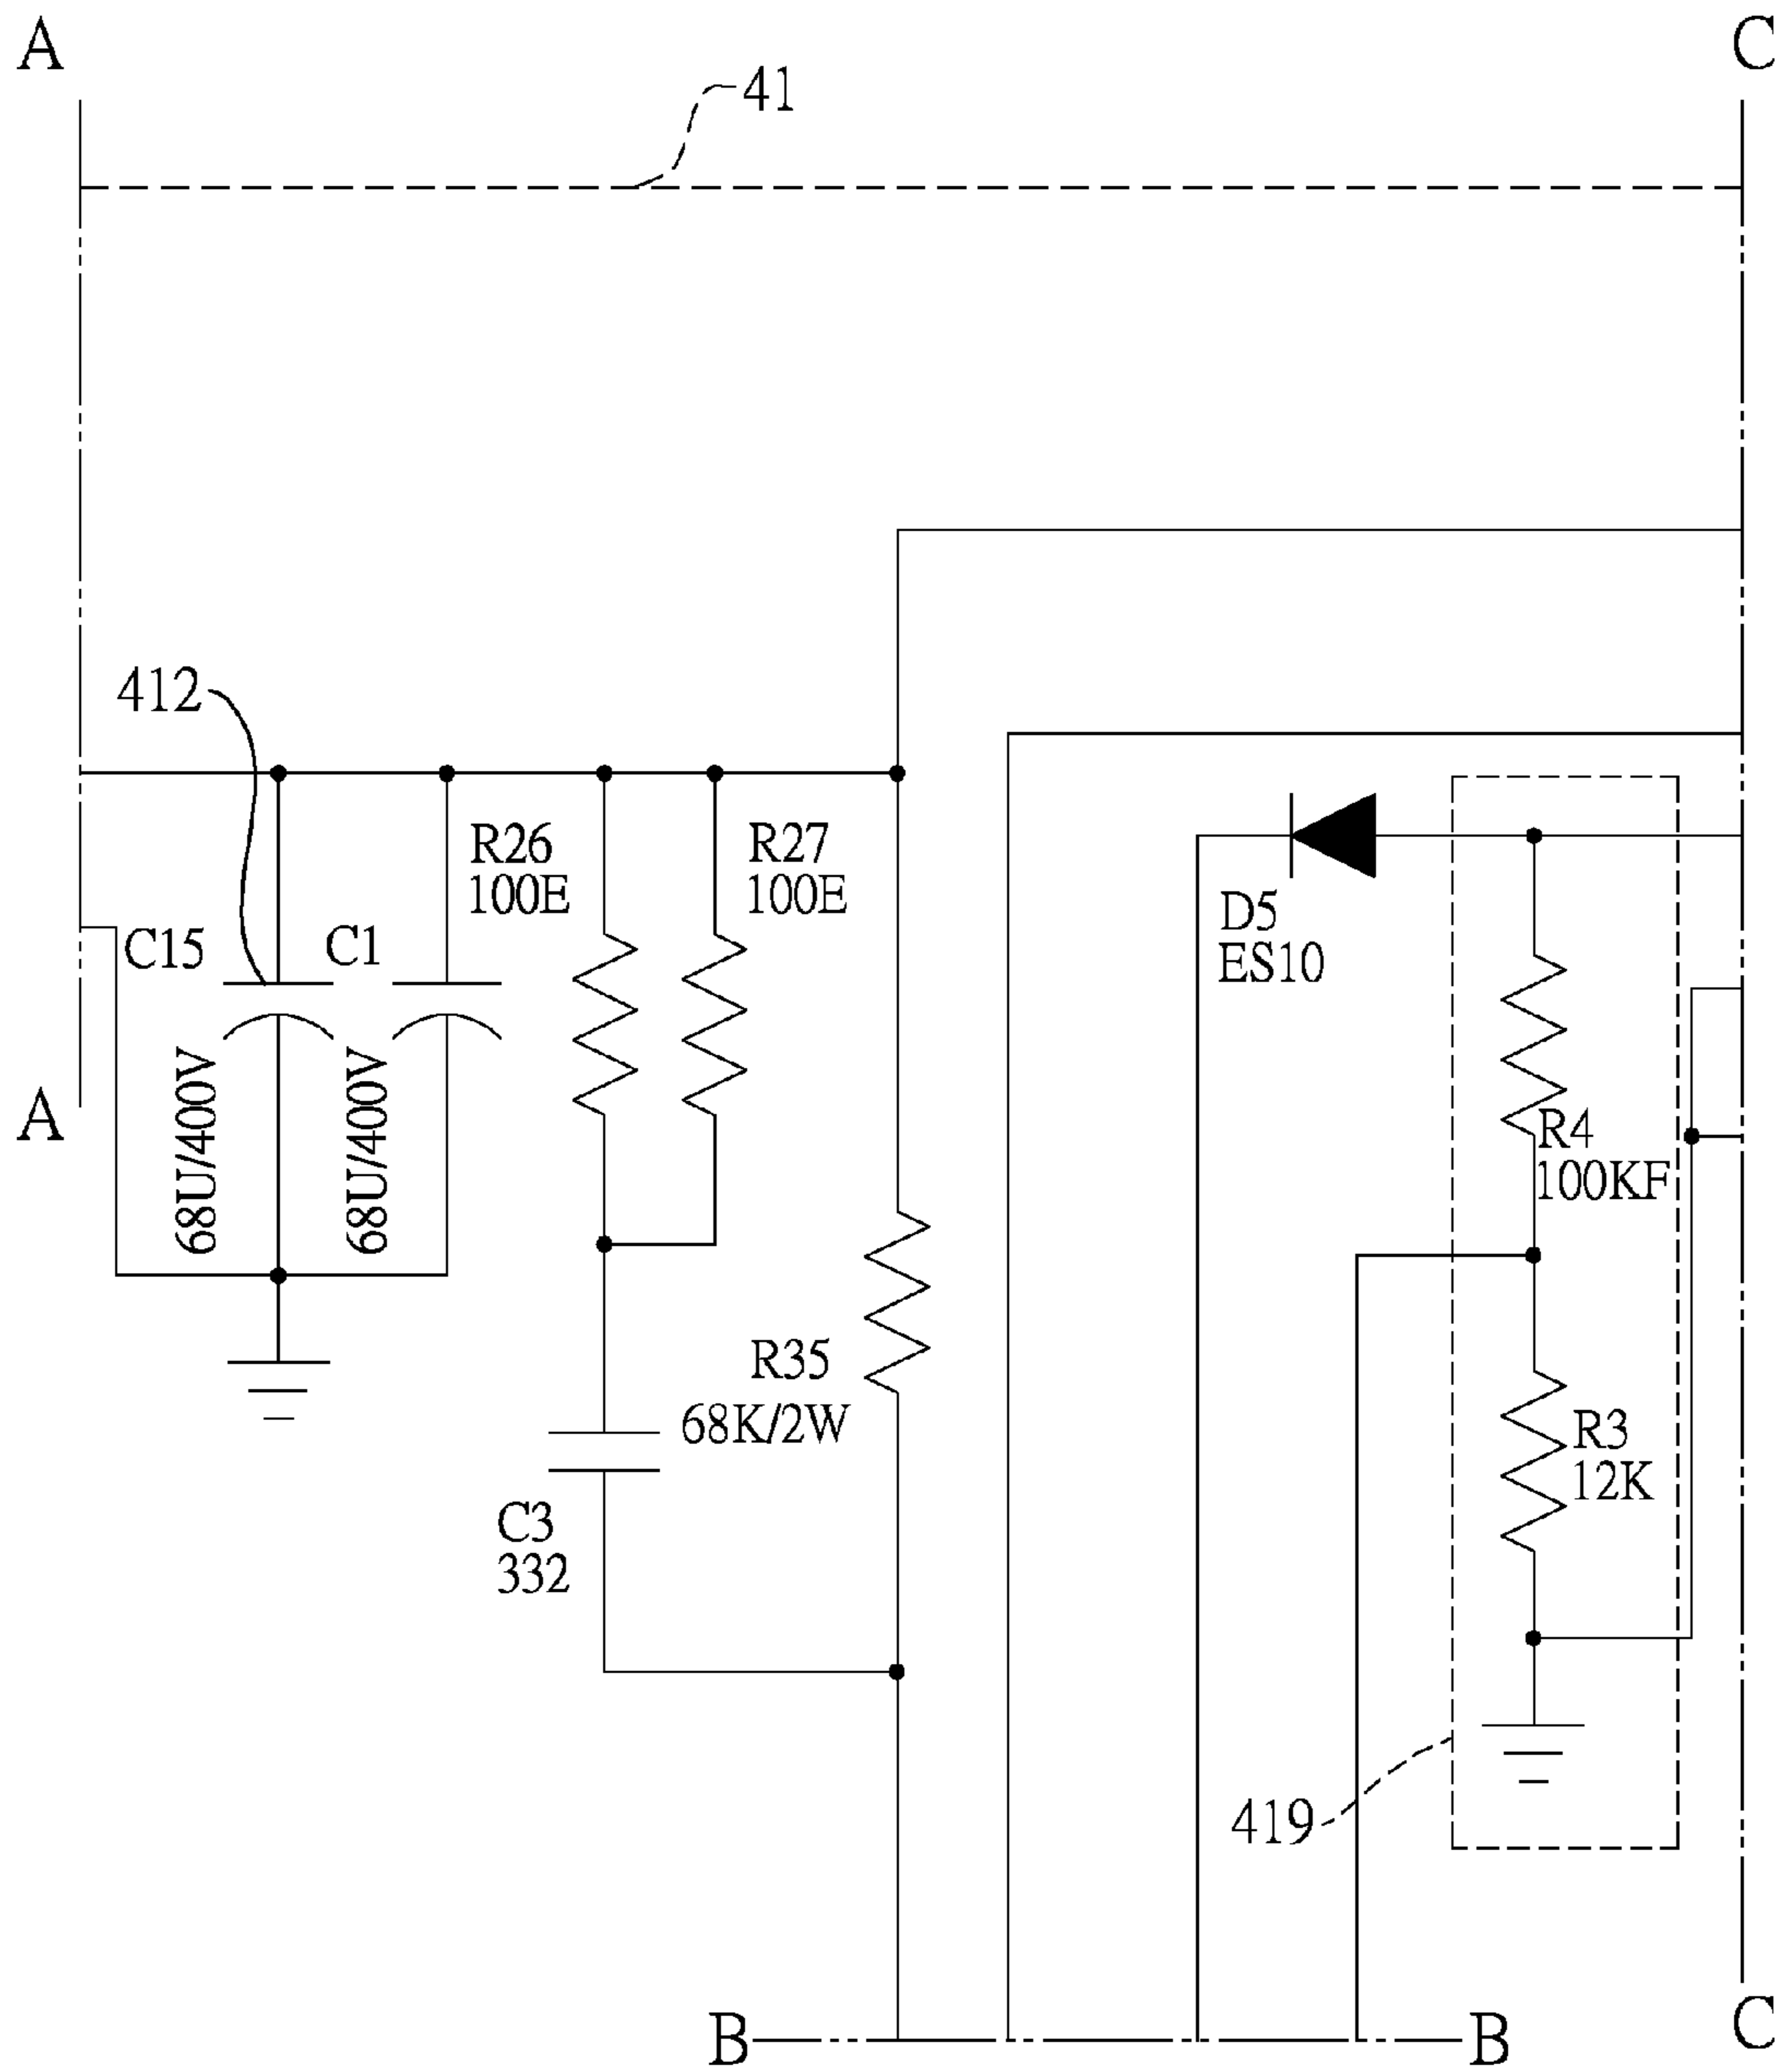 A
C
41
412
R26
100E
R27
100E
D5
ES10
C15
C1
68U/400V
68U/400V
A
R4
100KF
R35
68K/2W
R3
12K
C3
332
419
B
B
C